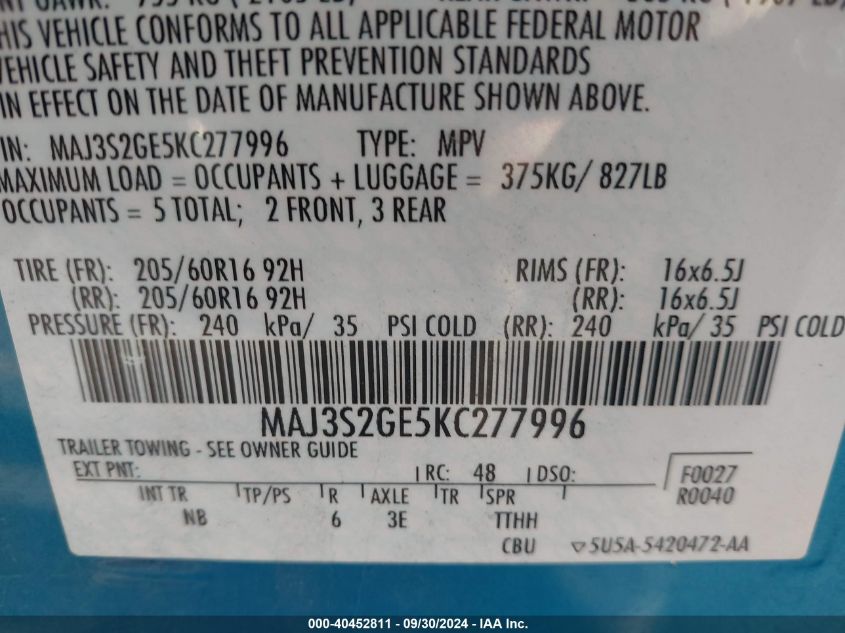 THIS VEHICLE CONFORMS TO ALL APPLICABLE FEDERAL MOTOR
VEHICLE SAFETY AND THEFT PREVENTION STANDARDS
IN EFFECT ON THE DATE OF MANUFACTURE SHOWN ABOVE.
IN: MAJ3S2GE5KC277996 TYPE: MPV
MAXIMUM LOAD = OCCUPANTS + LUGGAGE = 375KG/ 827LB
OCCUPANTS = 5 TOTAL; 2 FRONT, 3 REAR
TIRE (FR): 205/60R16 92H RIMS (FR): 16x6.5J
(RR): 205/60R16 92H (RR): 16x6.5J
PRESSURE (FR): 240 kPa/ 35 PSI COLD (RR): 240 kPa/ 35 PSI COLD
MAJ3S2GE5KC277996
TRAILER TOWING - SEE OWNER GUIDE
EXT PNT: RC: 48 DSO: F0027
INT TR TP/PS R AXLE TR SPR R0040
NB 6 3E TTHH
CBU 5U5A-5420472-AA
000-40452811 - 09/30/2024 - IAA Inc.